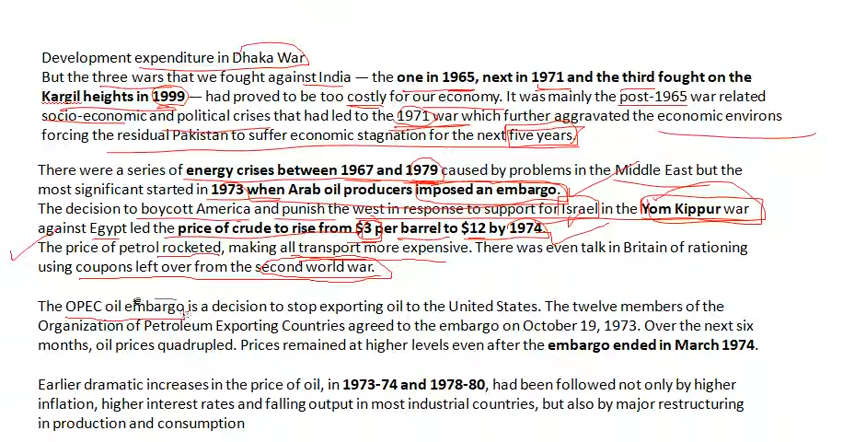 Development expenditure in Dhaka War
But the three wars that we fought against India — the one in 1965, next in 1971 and the third fought on the
Kargil heights in 1999 — had proved to be too costly for our economy. It was mainly the post-1965 war related
socio-economic and political crises that had led to the 1971 war which further aggravated the economic environs
forcing the residual Pakistan to suffer economic stagnation for the next five years.
There were a series of energy crises between 1967 and 1979 caused by problems in the Middle East but the
most significant started in 1973 when Arab oil producers imposed an embargo.
The decision to boycott America and punish the west in response to support for Israel in the Yom Kippur war
against Egypt led the price of crude to rise from $3 per barrel to $12 by 1974.
The price of petrol rocketed, making all transport more expensive. There was even talk in Britain of rationing
using coupons left over from the second world war.
The OPEC oil embargo is a decision to stop exporting oil to the United States. The twelve members of the
Organization of Petroleum Exporting Countries agreed to the embargo on October 19, 1973. Over the next six
months, oil prices quadrupled. Prices remained at higher levels even after the embargo ended in March 1974.
Earlier dramatic increases in the price of oil, in 1973-74 and 1978-80, had been followed not only by higher
inflation, higher interest rates and falling output in most industrial countries, but also by major restructuring
in production and consumption